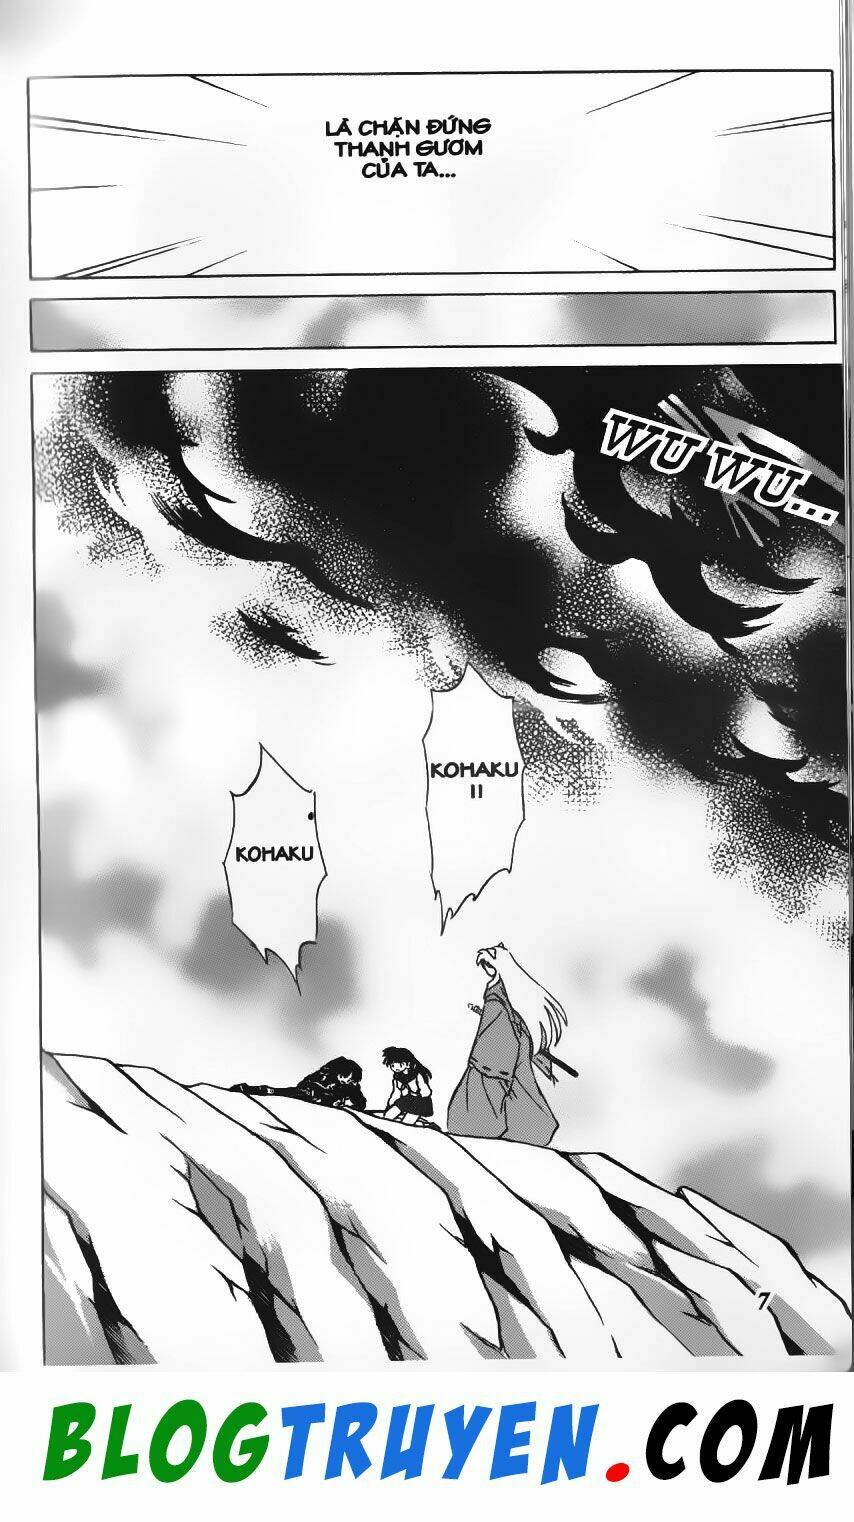 LÀ CHẶN ĐỨNG
THANH GƯƠM
CỦA TA...
WU WU...
KOHAKU
!!
KOHAKU
7
BLOGTRUYEN.COM